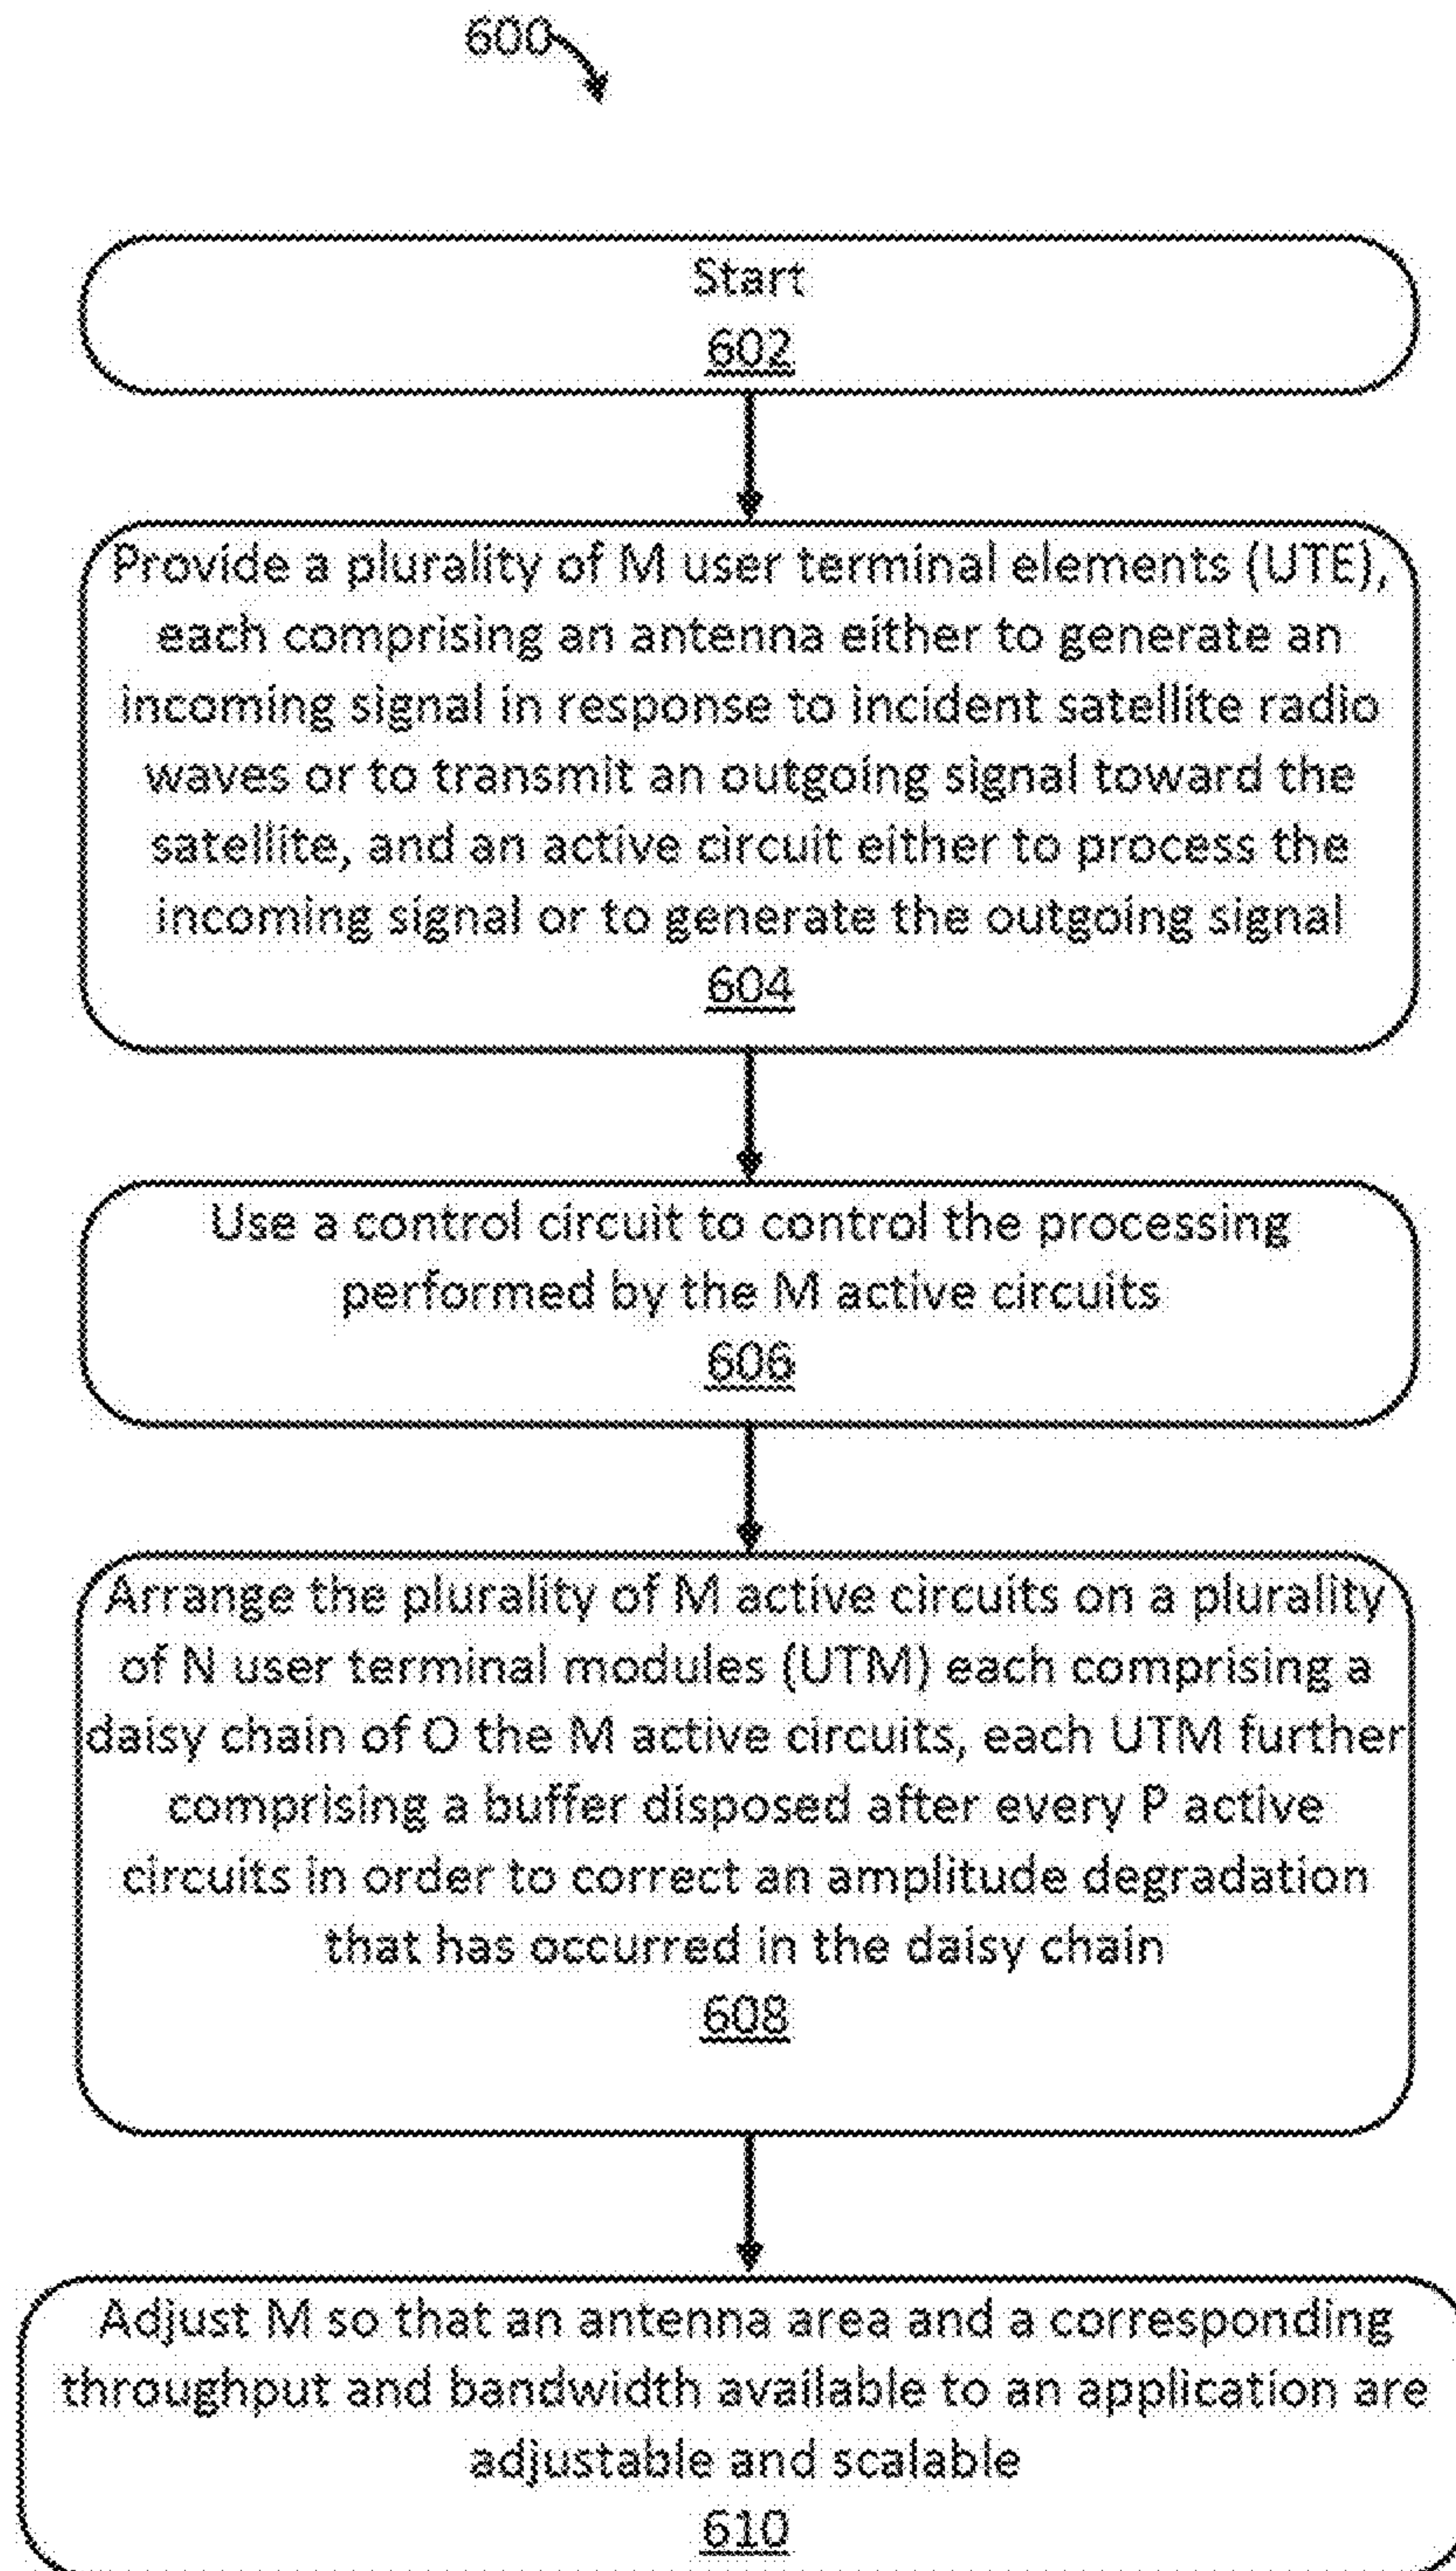 600
Start
602
Provide a plurality of M user terminal elements (UTE),
each comprising an antenna either to generate an
incoming signal in response to incident satellite radio
waves or to transmit an outgoing signal toward the
satellite, and an active circuit either to process the
incoming signal or to generate the outgoing signal
604
Use a control circuit to control the processing
performed by the M active circuits
606
Arrange the plurality of M active circuits on a plurality
of N user terminal modules (UTM) each comprising a
daisy chain of O the M active circuits, each UTM further
comprising a buffer disposed after every P active
circuits in order to correct an amplitude degradation
that has occurred in the daisy chain
608
Adjust M so that an antenna area and a corresponding
throughput and bandwidth available to an application are
adjustable and scalable
610